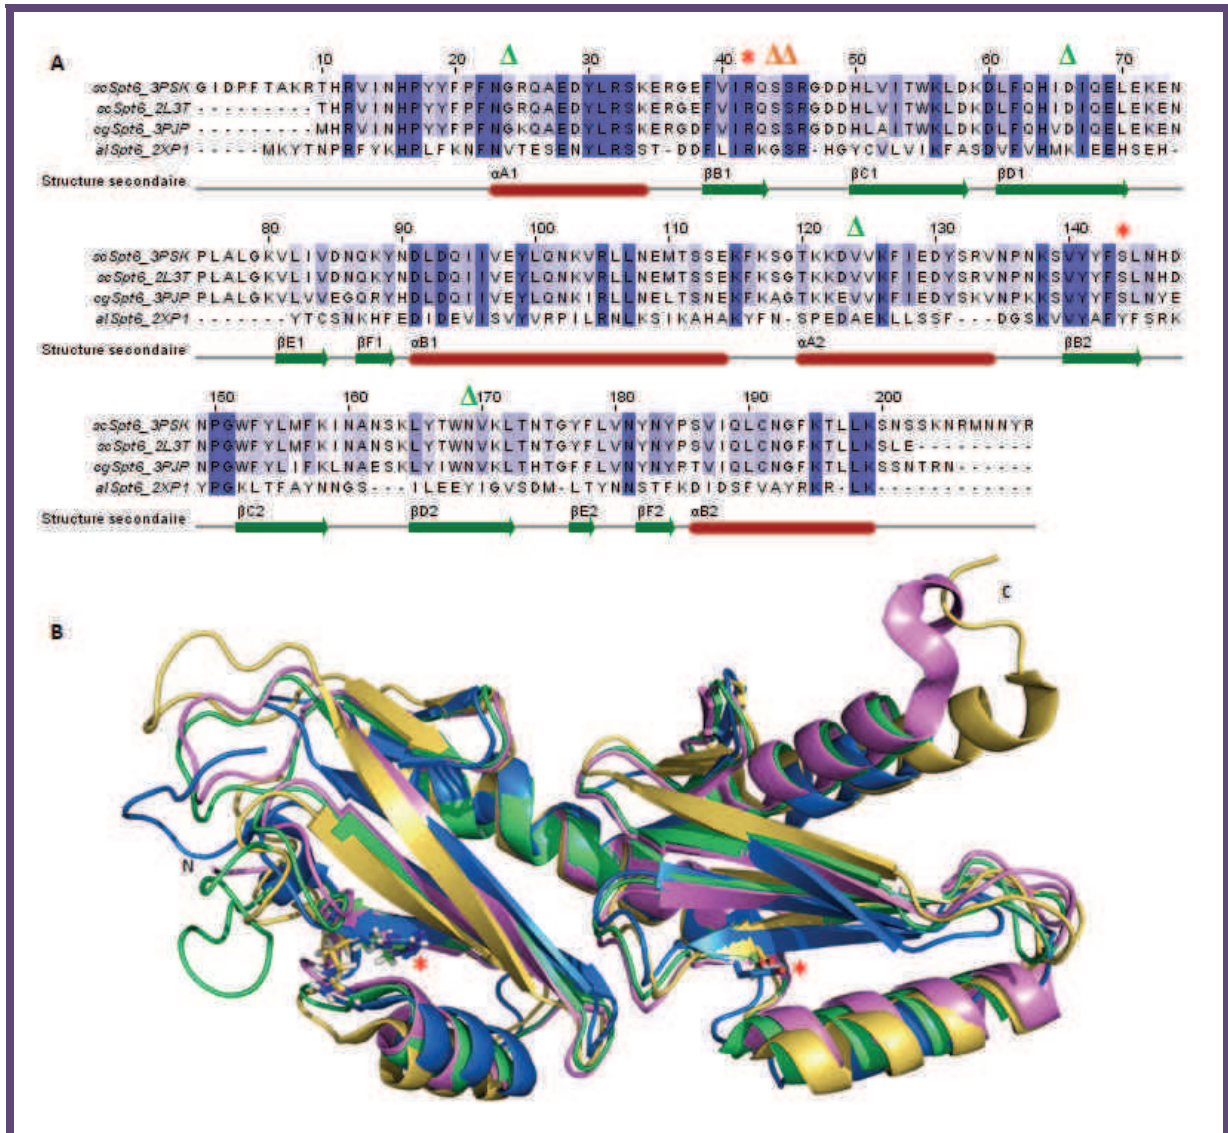 A
10 20 Δ 30 40 * ΔΔ 50 60 Δ 70
scSpt6_3PSK GIDPFTAKRTHRVINHPYYFPFNGRQAEDYLRSKERGEFVIRQSSRGDDHLVITWKLDKDLFQHIDIQELEKEN
scSpt6_2L3T ---------THRVINHPYYFPFNGRQAEDYLRSKERGEFVIRQSSRGDDHLVITWKLDKDLFQHIDIQELEKEN
cgSpt6_3PJP ---------MHRVINHPYYFPFNGKQAEDYLRSKERGDFVIRQSSRGDDHLAITWKLDKDLFQHVDIQELEKEN
alSpt6_2XP1 -----MKYTNPRFYKHPLFKNFNVTESENYLRSST-DDFLIRKGSR-HGYCVLVIKFASDVFVHMKIEEHSEH-
Structure secondaire αA1 βB1 βC1 βD1
80 90 100 110 120 Δ 130 140 *
scSpt6_3PSK PLALGKVLIVDNQKYNDLDQIIVEYLQNKVRLLNEMTSSEKFKSGTKKDVVKFIEDYSRVNPNKSVYYFSLNHD
scSpt6_2L3T PLALGKVLIVDNQKYNDLDQIIVEYLQNKVRLLNEMTSSEKFKSGTKKDVVKFIEDYSRVNPNKSVYYFSLNHD
cgSpt6_3PJP PLALGKVLVVEGQRYHDLDQIIVEYLQNKIRLLNELTSNEKFKAGTKKEVVKFIEDYSKVNPKKSVYYFSLNYE
alSpt6_2XP1 -------YTCSNKHFEDIDEVISVYVRPILRNLKSIKAHAKYFN-SPEDAEKLLSSF---DGSKVVYAFYFSRK
Structure secondaire βE1 βF1 αB1 αA2 βB2
150 160 Δ 170 180 190 200
scSpt6_3PSK NPGWFYLMFKINANSKLYTWNVKLTNTGYFLVNYNYPSVIQLCNGFKTLLKSNSSKNRMNNYR
scSpt6_2L3T NPGWFYLMFKINANSKLYTWNVKLTNTGYFLVNYNYPSVIQLCNGFKTLLKSLE---------
cgSpt6_3PJP NPGWFYLIFKLNAESKLYIWNVKLTHTGFFLVNYNYRTVIQLCNGFKTLLKSSNTRN------
alSpt6_2XP1 YPGKLTFAYNNGS---ILEEYIGVSDM-LTYNNSTFKDIDSFVAYRKR-LK------------
Structure secondaire βC2 βD2 βE2 βF2 αB2
B
C
N
*
*